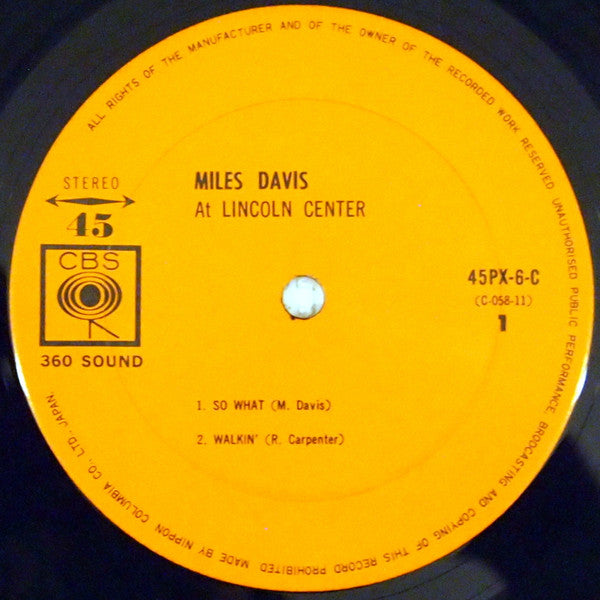 ALL RIGHTS OF THE MANUFACTURER AND OF THE OWNER OF THE RECORDED WORK RESERVED UNAUTHORISED PUBLIC PERFORMANCE, BRODCASTING AND COPYING OF THIS RECORD PROHIBITED MADE BY NIPPON COLUMBIA CO., LTD. JAPAN.
STEREO
45
CBS
360 SOUND
MILES DAVIS
At LINCOLN CENTER
45PX-6-C
(C-058-11)
1
1. SO WHAT (M. Davis)
2. WALKIN' (R. Carpenter)